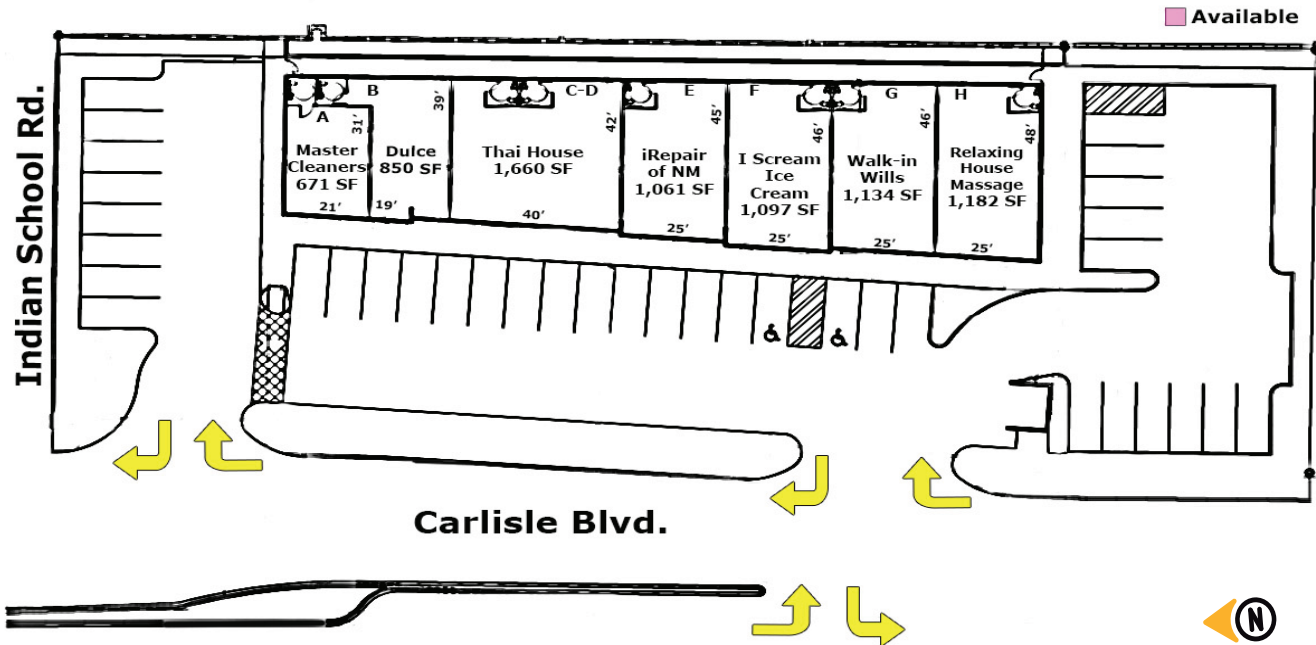 Available
Indian School Rd.
A
31’
Master
Cleaners
671 SF
21’
B
39’
Dulce
850 SF
19’
C-D
42’
Thai House
1,660 SF
40’
E
45’
iRepair
of NM
1,061 SF
25’
F
46’
I Scream
Ice
Cream
1,097 SF
25’
G
46’
Walk-in
Wills
1,134 SF
25’
H
48’
Relaxing
House
Massage
1,182 SF
25’
Carlisle Blvd.
N